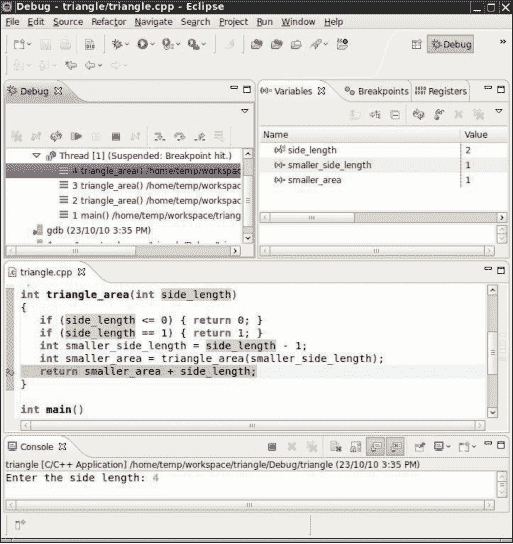 Debug - triangle/triangle.cpp - Eclipse
File Edit Source Refactor Navigate Search Project Run Window Help
Debug
Debug
Thread [1] (Suspended: Breakpoint hit.)
4 triangle_area() /home/temp/workspac
3 triangle_area() /home/temp/workspac
2 triangle_area() /home/temp/workspac
1 main() /home/temp/workspace/triang
gdb (23/10/10 3:35 PM)
Variables Breakpoints Registers
Name Value
side_length 2
smaller_side_length 1
smaller_area 1
triangle.cpp
int triangle_area(int side_length)
{
if (side_length <= 0) { return 0; }
if (side_length == 1) { return 1; }
int smaller_side_length = side_length - 1;
int smaller_area = triangle_area(smaller_side_length);
return smaller_area + side_length;
}
int main()
Console
triangle [C/C++ Application] /home/temp/workspace/triangle/Debug/triangle (23/10/10 3:35 PM)
Enter the side length: 4